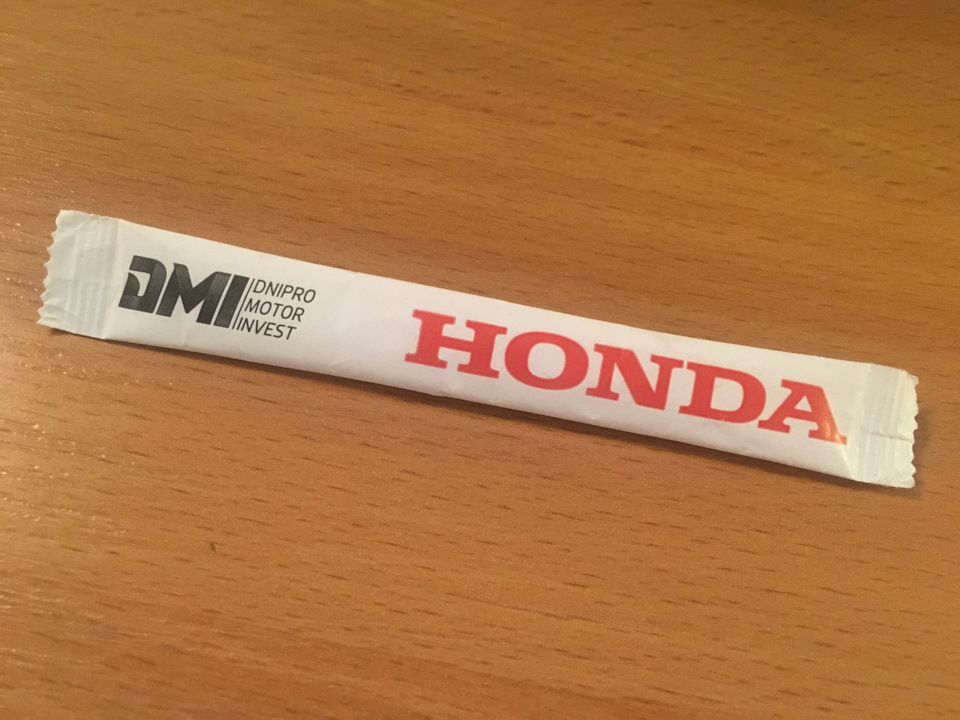 DMI
DNIPRO
MOTOR
INVEST
HONDA